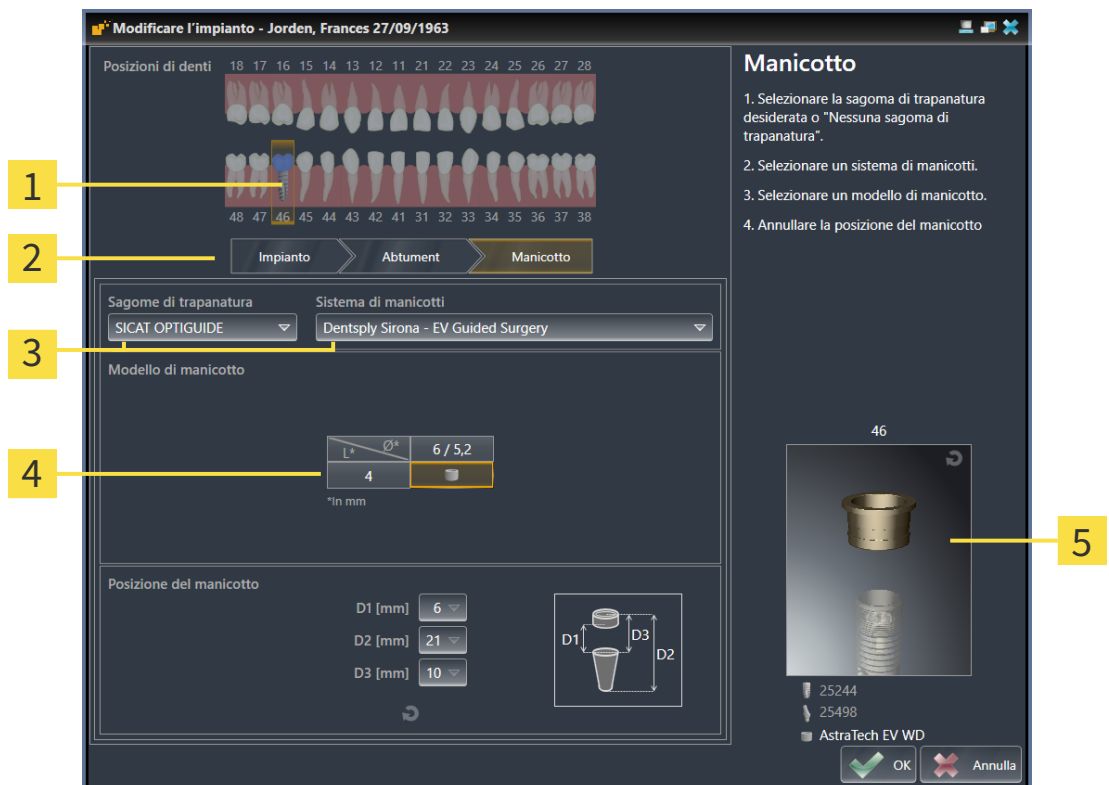 Modificare l'impianto - Jorden, Frances 27/09/1963
Posizioni di denti
18 17 16 15 14 13 12 11 21 22 23 24 25 26 27 28
48 47 46 45 44 43 42 41 31 32 33 34 35 36 37 38
1
2
Impianto
Abtument
Manicotto
Sagome di trapanatura
Sistema di manicotti
SICAT OPTIGUIDE
Dentsply Sirona - EV Guided Surgery
3
Modello di manicotto
L* Ø*
6 / 5,2
4
4
*In mm
Posizione del manicotto
D1 [mm] 6
D2 [mm] 21
D3 [mm] 10
D1
D3
D2
Manicotto
1. Selezionare la sagoma di trapanatura
desiderata o "Nessuna sagoma di
trapanatura".
2. Selezionare un sistema di manicotti.
3. Selezionare un modello di manicotto.
4. Annullare la posizione del manicotto
46
5
25244
25498
AstraTech EV WD
OK
Annulla